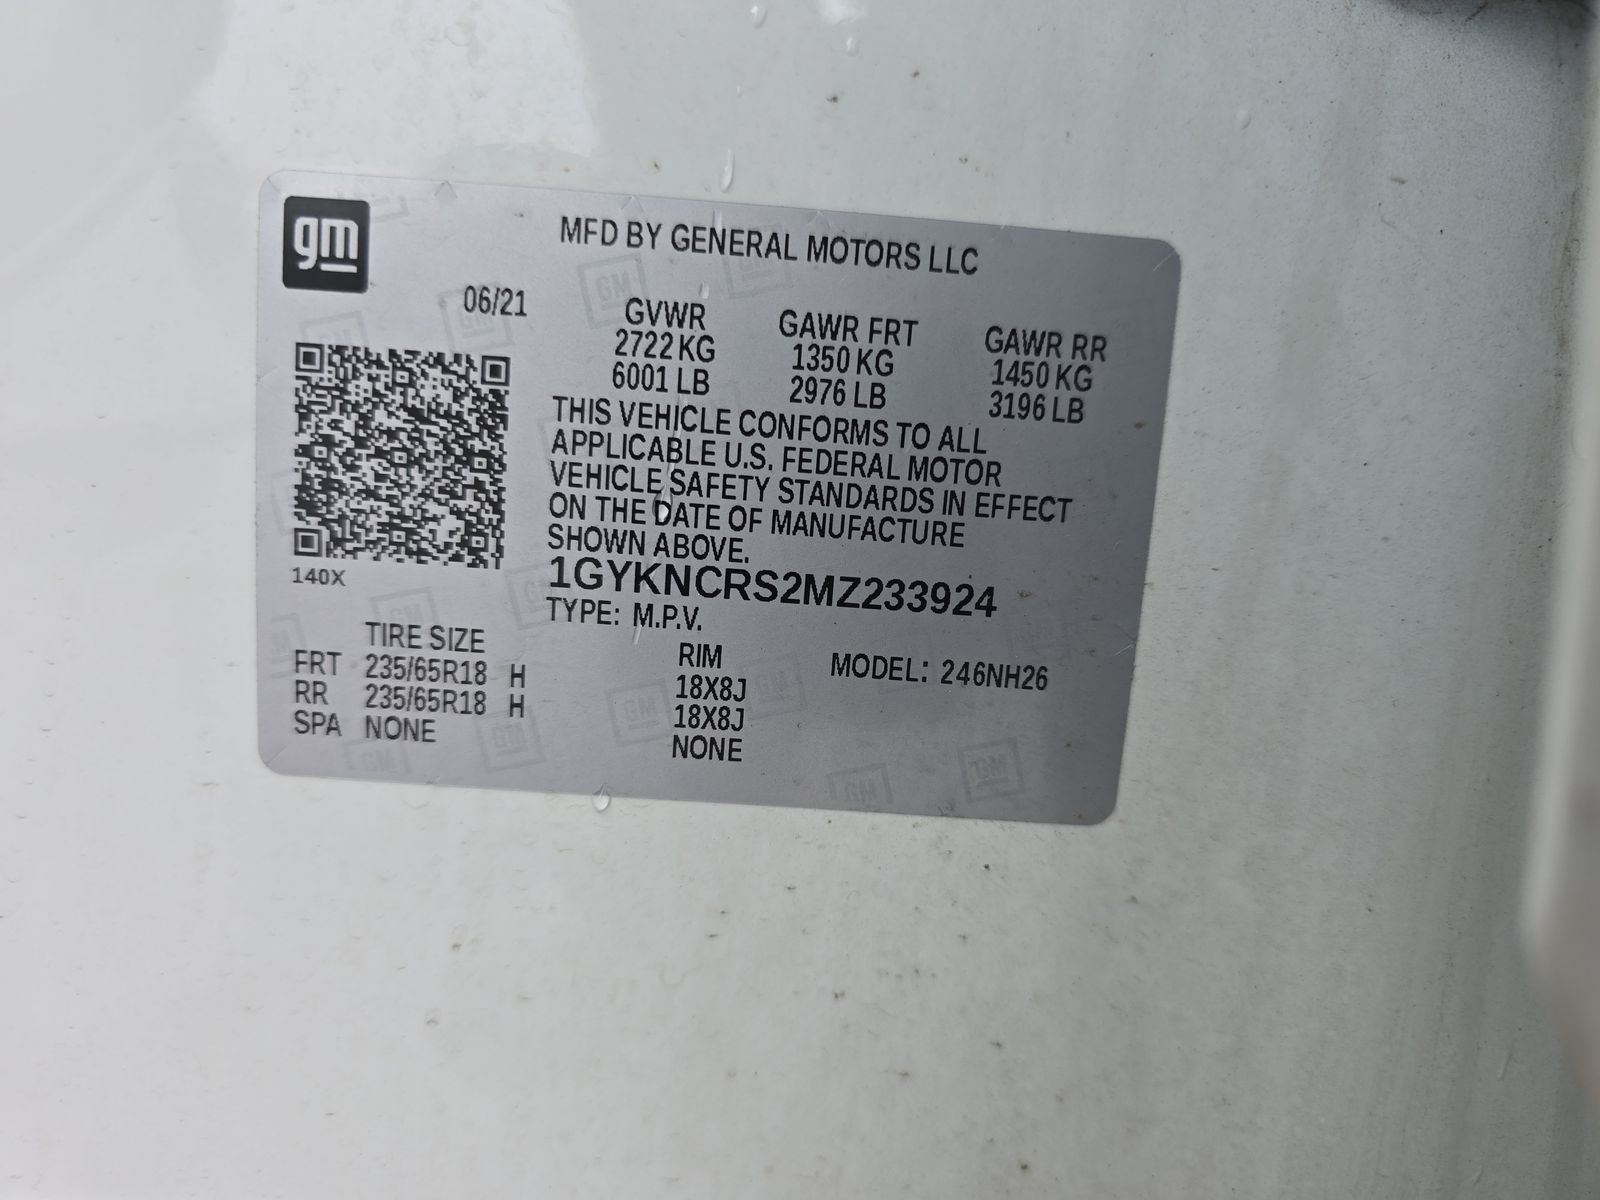 gm
MFD BY GENERAL MOTORS LLC
06/21
GVWR GAWR FRT GAWR RR
2722 KG 1350 KG 1450 KG
6001 LB 2976 LB 3196 LB
THIS VEHICLE CONFORMS TO ALL
APPLICABLE U.S. FEDERAL MOTOR
VEHICLE SAFETY STANDARDS IN EFFECT
ON THE DATE OF MANUFACTURE
SHOWN ABOVE.
140X
1GYKNCRS2MZ233924
TYPE: M.P.V.
TIRE SIZE RIM MODEL: 246NH26
FRT 235/65R18 H 18X8J
RR 235/65R18 H 18X8J
SPA NONE NONE